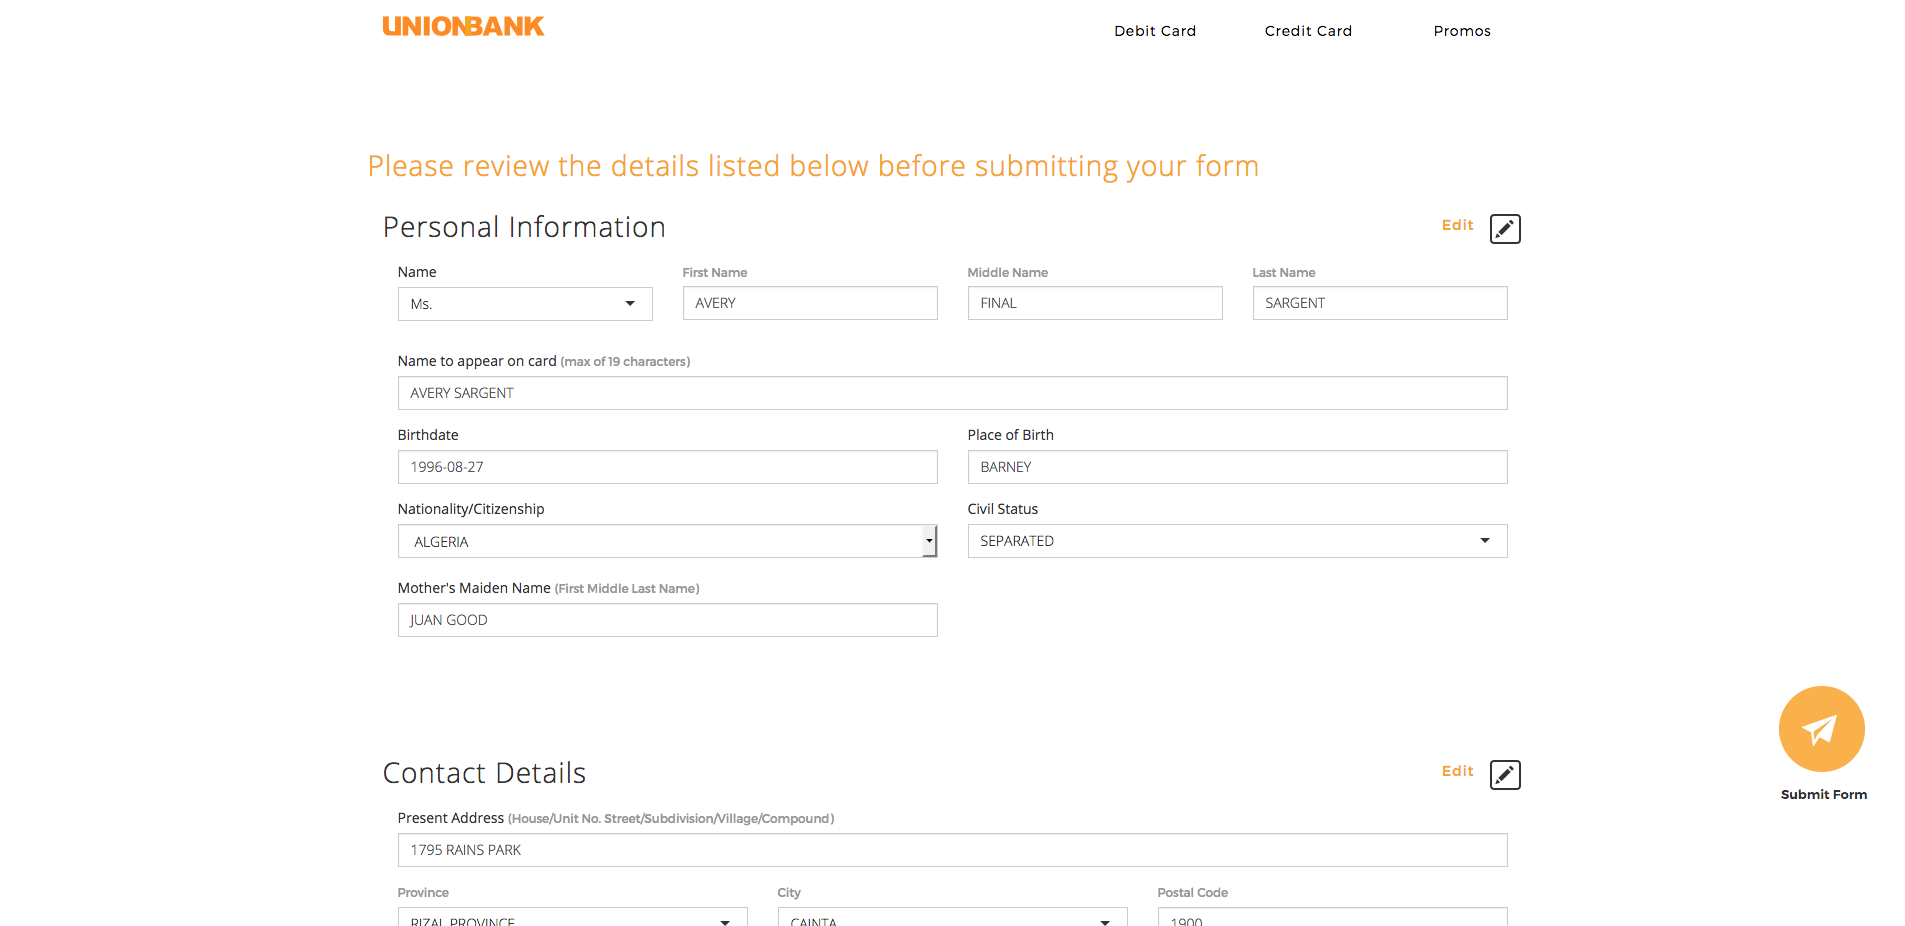 UNIONBANK
Debit Card Credit Card Promos
Please review the details listed below before submitting your form
Personal Information Edit
Name First Name Middle Name Last Name
Ms. AVERY FINAL SARGENT
Name to appear on card (max of 19 characters)
AVERY SARGENT
Birthdate Place of Birth
1996-08-27 BARNEY
Nationality/Citizenship Civil Status
ALGERIA SEPARATED
Mother's Maiden Name (First Middle Last Name)
JUAN GOOD
Submit Form
Contact Details Edit
Present Address (House/Unit No. Street/Subdivision/Village/Compound)
1795 RAINS PARK
Province City Postal Code
RIZAL PROVINCE CAINTA 1900